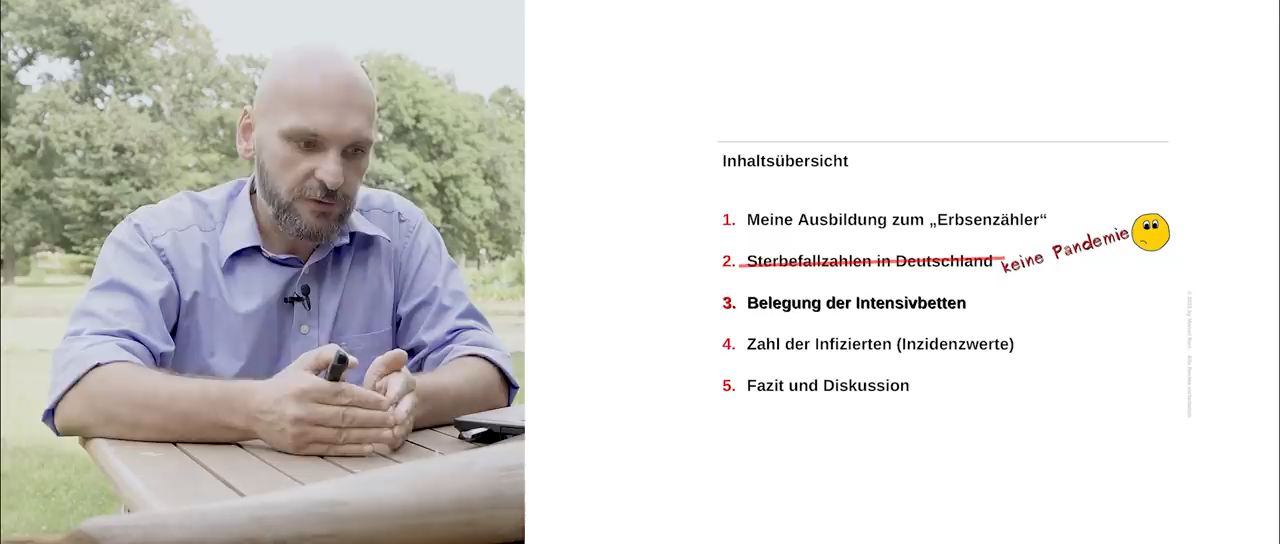 Inhaltsübersicht
1. Meine Ausbildung zum „Erbsenzähler“
2. Sterbefallzahlen in Deutschland keine Pandemie
3. Belegung der Intensivbetten
4. Zahl der Infizierten (Inzidenzwerte)
5. Fazit und Diskussion